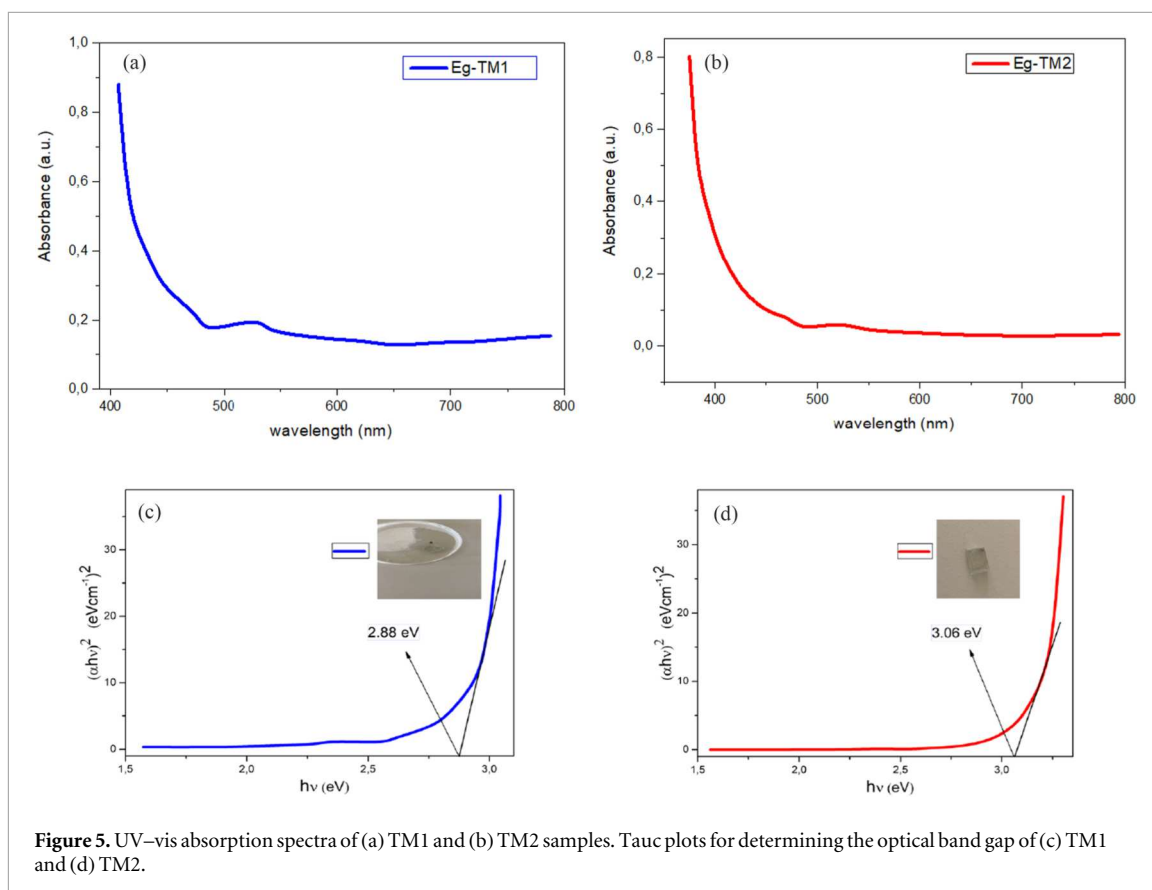 (a)
Eg-TM1
1,0
0,8
0,6
0,4
0,2
0,0
Absorbance (a.u.)
400 500 600 700 800
wavelength (nm)
(b)
Eg-TM2
0,8
0,6
0,4
0,2
0,0
Absorbance (a.u.)
400 500 600 700 800
wavelength (nm)
(c)
30
20
10
0
(αhν)² (eVcm⁻¹)²
2.88 eV
1,5 2,0 2,5 3,0
hν (eV)
(d)
30
20
10
0
(αhν)² (eVcm⁻¹)²
3.06 eV
1,5 2,0 2,5 3,0
hν (eV)
Figure 5. UV–vis absorption spectra of (a) TM1 and (b) TM2 samples. Tauc plots for determining the optical band gap of (c) TM1
and (d) TM2.